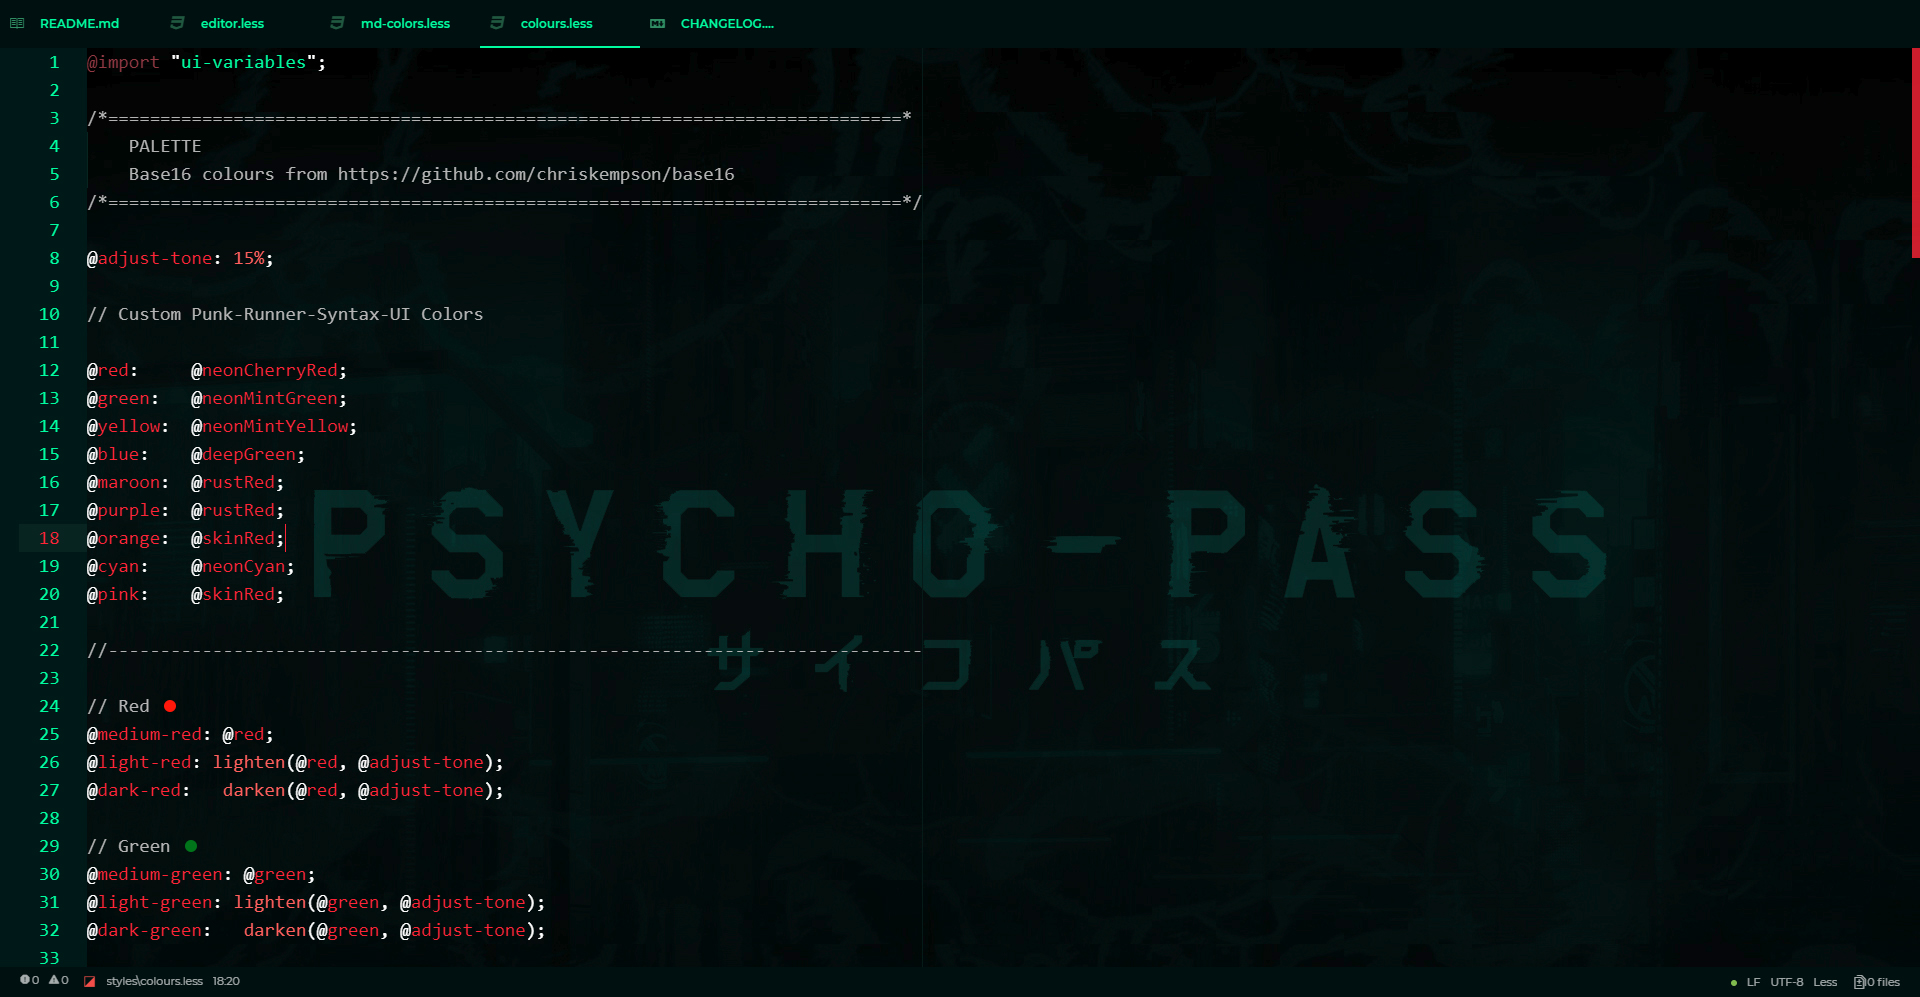 README.md editor.less md-colors.less colours.less CHANGELOG....
1 @import "ui-variables";
2
3 /*============================================================================*
4     PALETTE
5     Base16 colours from https://github.com/chriskempson/base16
6 /*============================================================================*/
7
8 @adjust-tone: 15%;
9
10 // Custom Punk-Runner-Syntax-UI Colors
11
12 @red:     @neonCherryRed;
13 @green:   @neonMintGreen;
14 @yellow:  @neonMintYellow;
15 @blue:    @deepGreen;
16 @maroon:  @rustRed;
17 @purple:  @rustRed;
18 @orange:  @skinRed;
19 @cyan:    @neonCyan;
20 @pink:    @skinRed;
21
22 //------------------------------------------------------------------------------
23
24 // Red
25 @medium-red: @red;
26 @light-red: lighten(@red, @adjust-tone);
27 @dark-red:   darken(@red, @adjust-tone);
28
29 // Green
30 @medium-green: @green;
31 @light-green: lighten(@green, @adjust-tone);
32 @dark-green:   darken(@green, @adjust-tone);
33
PSYCHO-PASS
サイコパス
0 0 styles\colours.less 18:20 LF UTF-8 Less 0 files